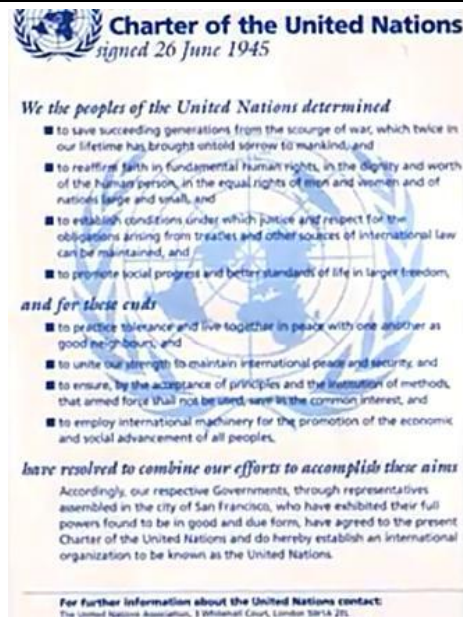 Charter of the United Nations
signed 26 June 1945
We the peoples of the United Nations determined
■ to save succeeding generations from the scourge of war, which twice in
our lifetime has brought untold sorrow to mankind, and
■ to reaffirm faith in fundamental human rights, in the dignity and worth
of the human person, in the equal rights of men and women and of
nations large and small, and
■ to establish conditions under which justice and respect for the
obligations arising from treaties and other sources of international law
can be maintained, and
■ to promote social progress and better standards of life in larger freedom,
and for these ends
■ to practice tolerance and live together in peace with one another as
good neighbours, and
■ to unite our strength to maintain international peace and security, and
■ to ensure, by the acceptance of principles and the institution of methods,
that armed force shall not be used, save in the common interest, and
■ to employ international machinery for the promotion of the economic
and social advancement of all peoples,
have resolved to combine our efforts to accomplish these aims
Accordingly, our respective Governments, through representatives
assembled in the city of San Francisco, who have exhibited their full
powers found to be in good and due form, have agreed to the present
Charter of the United Nations and do hereby establish an international
organization to be known as the United Nations.
For further information about the United Nations contact:
The United Nations Association, 3 Whitehall Court, London SW1A 2EL